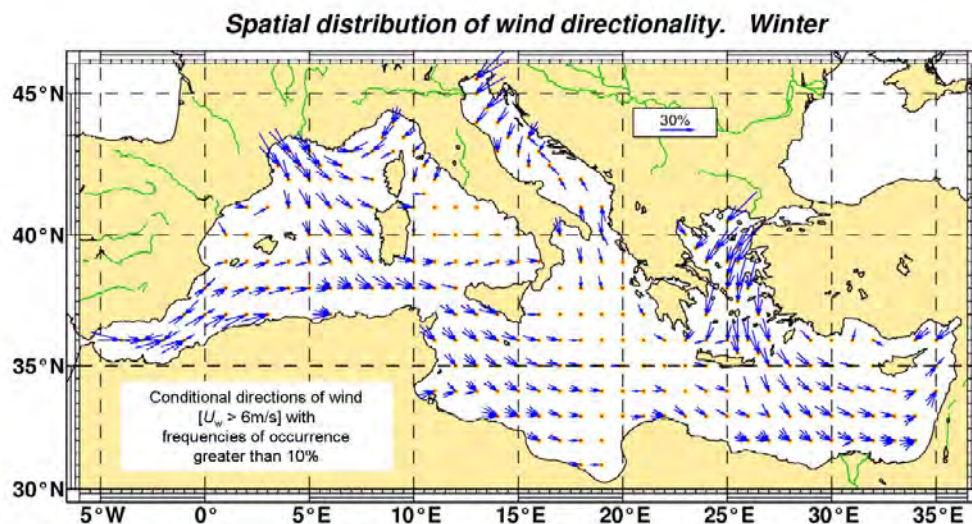 Spatial distribution of wind directionality. Winter
45°N
40°N
35°N
30°N
30%
Conditional directions of wind
[Uw > 6m/s] with
frequencies of occurrence
greater than 10%
5°W 0° 5°E 10°E 15°E 20°E 25°E 30°E 35°E